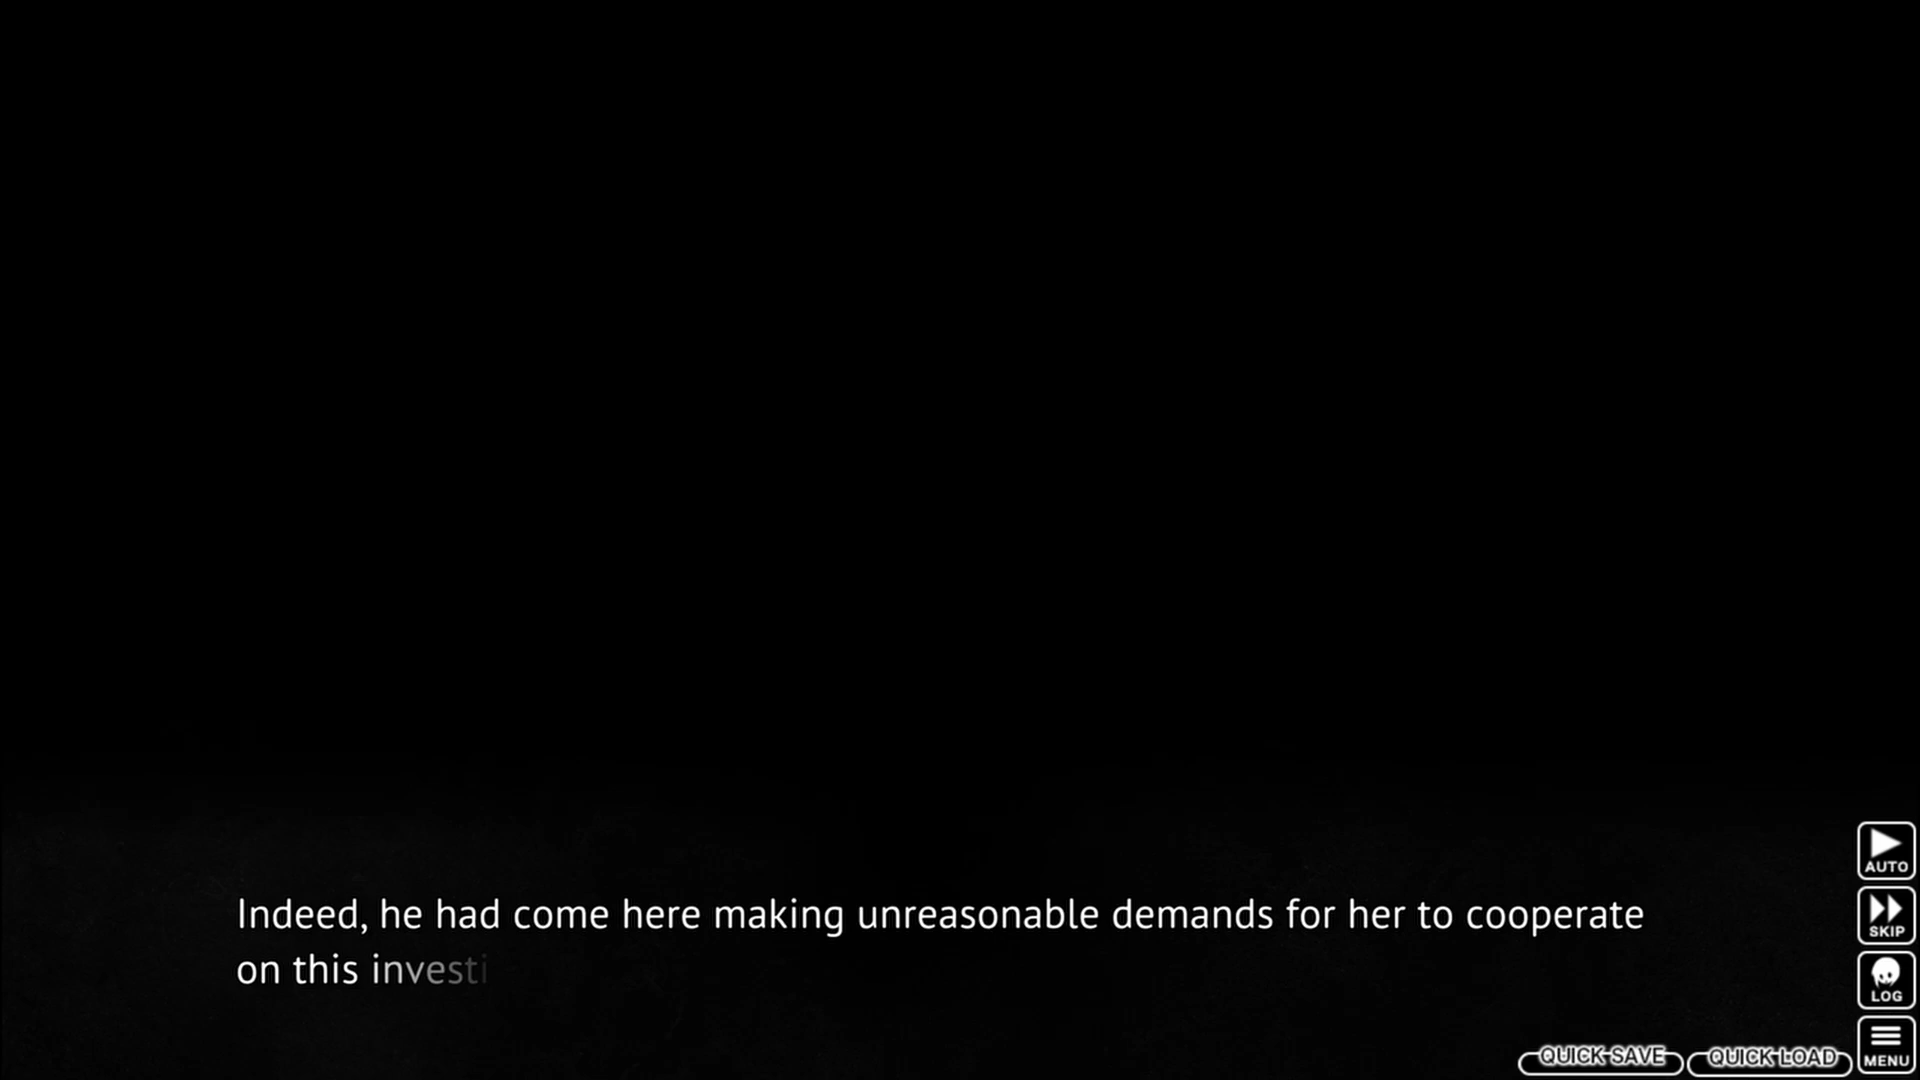 Indeed, he had come here making unreasonable demands for her to cooperate
on this investi
AUTO
SKIP
LOG
MENU
QUICK SAVE
QUICK LOAD